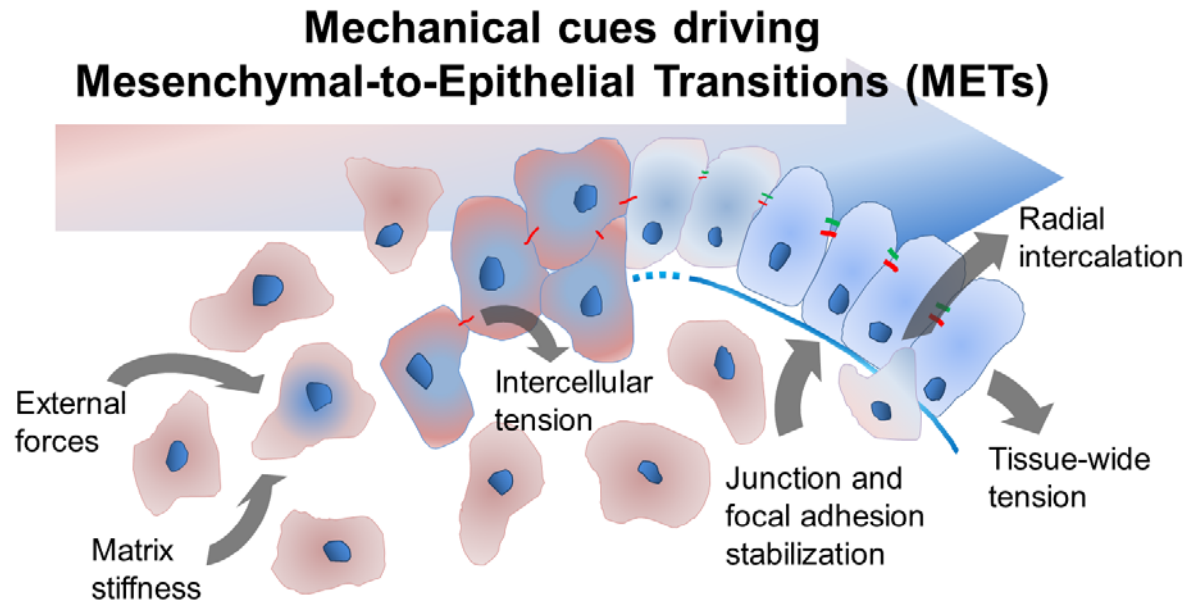 Mechanical cues driving
Mesenchymal-to-Epithelial Transitions (METs)
Radial
intercalation
External
forces
Intercellular
tension
Tissue-wide
tension
Junction and
focal adhesion
stabilization
Matrix
stiffness